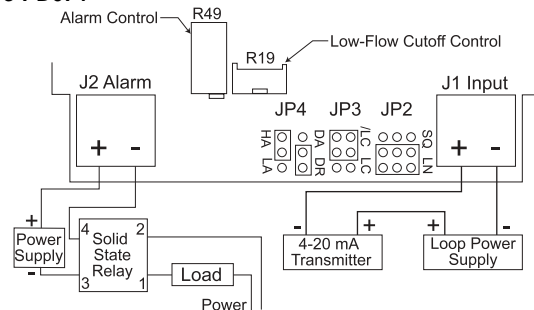 Alarm Control
R49
R19
Low-Flow Cutoff Control
J2 Alarm
+ -
JP4
JP3
JP2
HA
LA
DA
DR
/LC
LC
SQ
LN
J1 Input
+ -
+
Power
Supply
-
4
2
Solid
State
Relay
3
1
Load
Power
-
+
4-20 mA
Transmitter
+
-
Loop Power
Supply